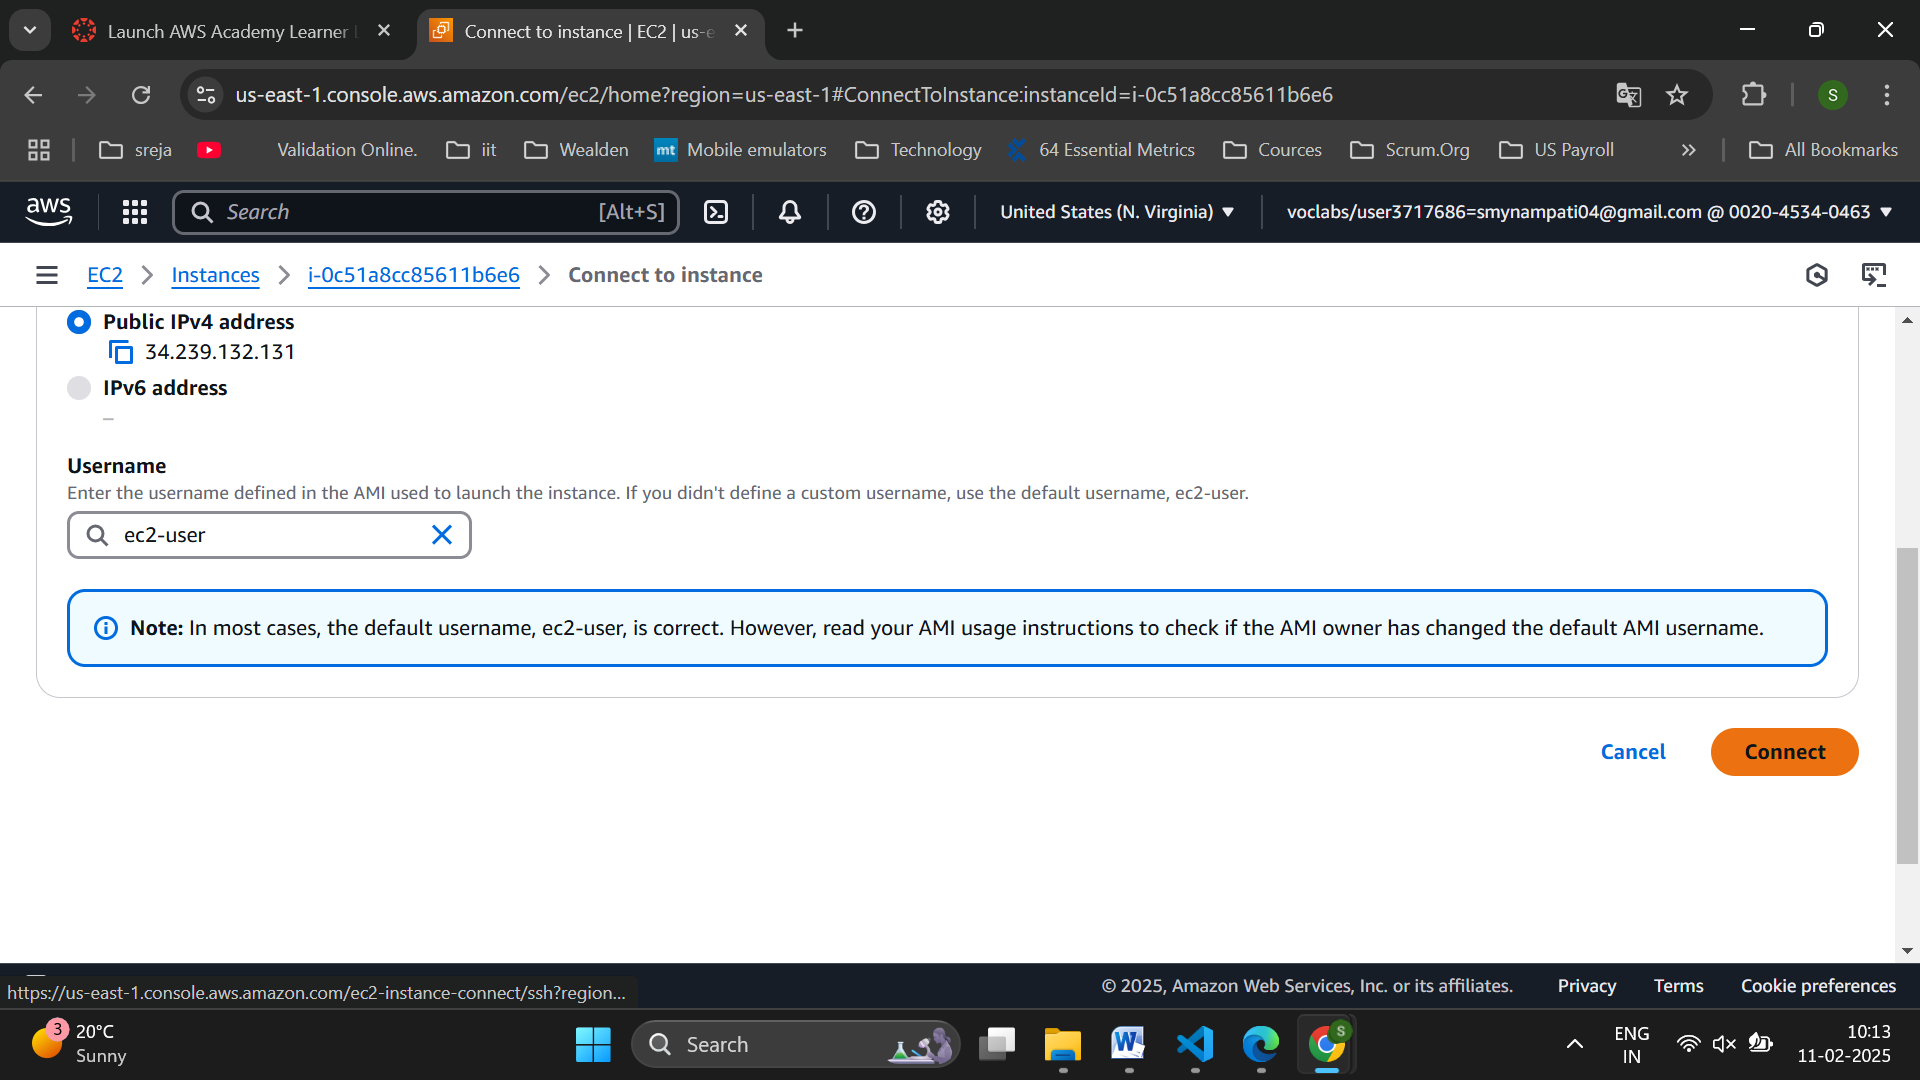 Launch AWS Academy Learner
Connect to instance | EC2 | us-e
us-east-1.console.aws.amazon.com/ec2/home?region=us-east-1#ConnectToInstance:instanceId=i-0c51a8cc85611b6e6
S
sreja
Validation Online.
iit
Wealden
mt Mobile emulators
Technology
64 Essential Metrics
Cources
Scrum.Org
US Payroll
All Bookmarks
aws
Search [Alt+S]
United States (N. Virginia)
voclabs/user3717686=smynampati04@gmail.com @ 0020-4534-0463
EC2
Instances
i-0c51a8cc85611b6e6
Connect to instance
Public IPv4 address
34.239.132.131
IPv6 address
–
Username
Enter the username defined in the AMI used to launch the instance. If you didn't define a custom username, use the default username, ec2-user.
ec2-user
Note: In most cases, the default username, ec2-user, is correct. However, read your AMI usage instructions to check if the AMI owner has changed the default AMI username.
Cancel
Connect
https://us-east-1.console.aws.amazon.com/ec2-instance-connect/ssh?region...
© 2025, Amazon Web Services, Inc. or its affiliates.
Privacy
Terms
Cookie preferences
3
20°C
Sunny
Search
W
S
ENG
IN
10:13
11-02-2025